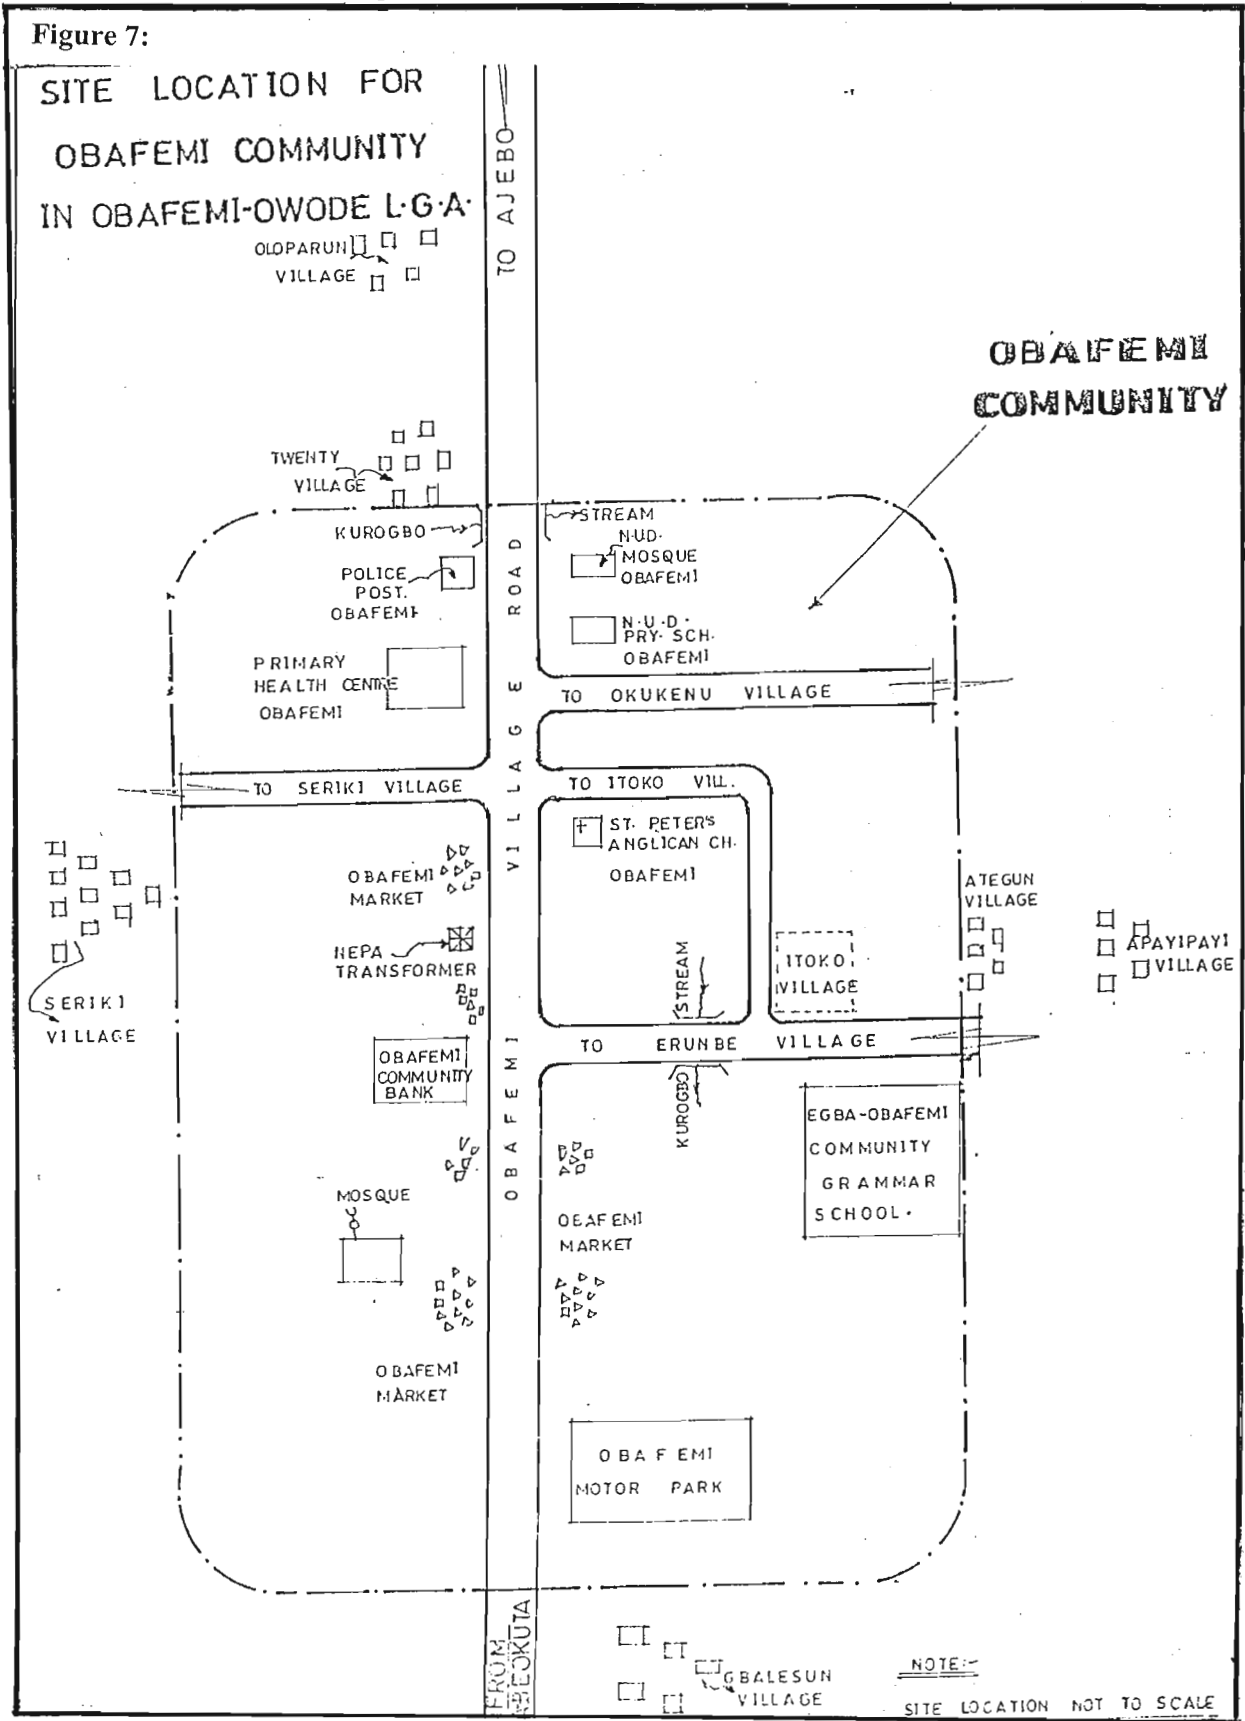 Figure 7:
SITE LOCATION FOR
OBAFEMI COMMUNITY
IN OBAFEMI-OWODE L·G·A·
OLOPARUN
VILLAGE
TO AJEBO
OBAFEMI
COMMUNITY
TWENTY
VILLAGE
KUROGBO
STREAM
N·U·D·
MOSQUE
OBAFEMI
POLICE
POST.
OBAFEMI
N·U·D·
PRY· SCH·
OBAFEMI
PRIMARY
HEALTH CENTRE
OBAFEMI
OBAFEMI VILLAGE ROAD
TO OKUKENU VILLAGE
TO SERIKI VILLAGE
TO ITOKO VILL.
ST. PETER'S
ANGLICAN CH.
OBAFEMI
OBAFEMI
MARKET
NEPA
TRANSFORMER
SERIKI
VILLAGE
ATEGUN
VILLAGE
APAYIPAYI
VILLAGE
ITOKO
VILLAGE
STREAM
TO ERUNBE VILLAGE
KUROGBO
OBAFEMI
COMMUNITY
BANK
EGBA-OBAFEMI
COMMUNITY
GRAMMAR
SCHOOL·
MOSQUE
OBAFEMI
MARKET
OBAFEMI
MARKET
OBAFEMI
MOTOR PARK
FROM
ABEOKUTA
GBALESUN
VILLAGE
NOTE:-
SITE LOCATION NOT TO SCALE